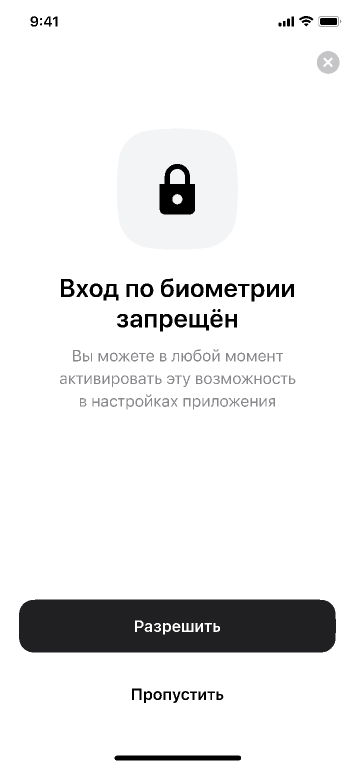 9:41
Вход по биометрии
запрещён
Вы можете в любой момент
активировать эту возможность
в настройках приложения
Разрешить
Пропустить